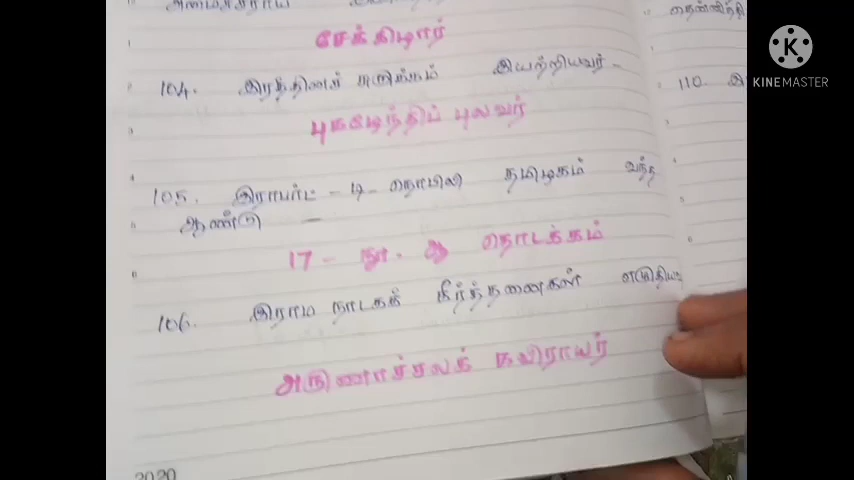 சேக்கிழார்
104. இரத்தினச் சுருக்கம் இயற்றியவர் -
புகழேந்திப் புலவர்
105. இராபர்ட் - டி - நொபிலி தமிழகம் வந்த
ஆண்டு —
17 - நூ. ஆ தொடக்கம்
106. இராம நாடகக் கீர்த்தனைகள் எழுதிய
அருணாச்சலக் கவிராயர்
2020
110. இ
K
KINEMASTER